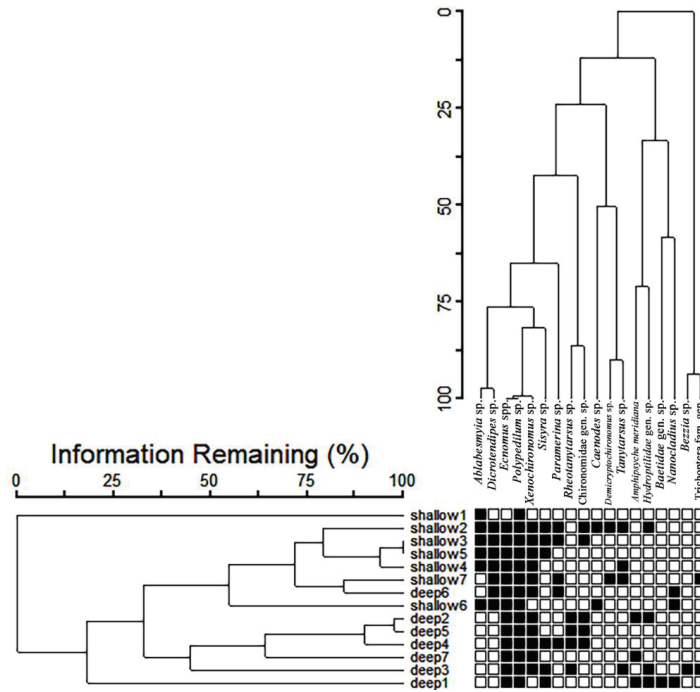 0
25
50
75
100
Ablabesmyia sp.
Dicrotendipes sp.
Ecnomus spp.
Polypedilum sp.
Xenochironomus sp.
Sisyra sp.
Paramerina sp.
Rheotanytarsus sp.
Chironomidae gen. sp.
Caenodes sp.
Demicryptochironomus sp.
Tanytarsus sp.
Amphipsyche meridiana
Hydroptilidae gen. sp.
Baetidae gen. sp.
Nanocladius sp.
Bezzia sp.
Information Remaining (%)
0 25 50 75 100
shallow1
shallow2
shallow3
shallow5
shallow4
shallow7
deep6
shallow6
deep2
deep5
deep4
deep7
deep3
deep1